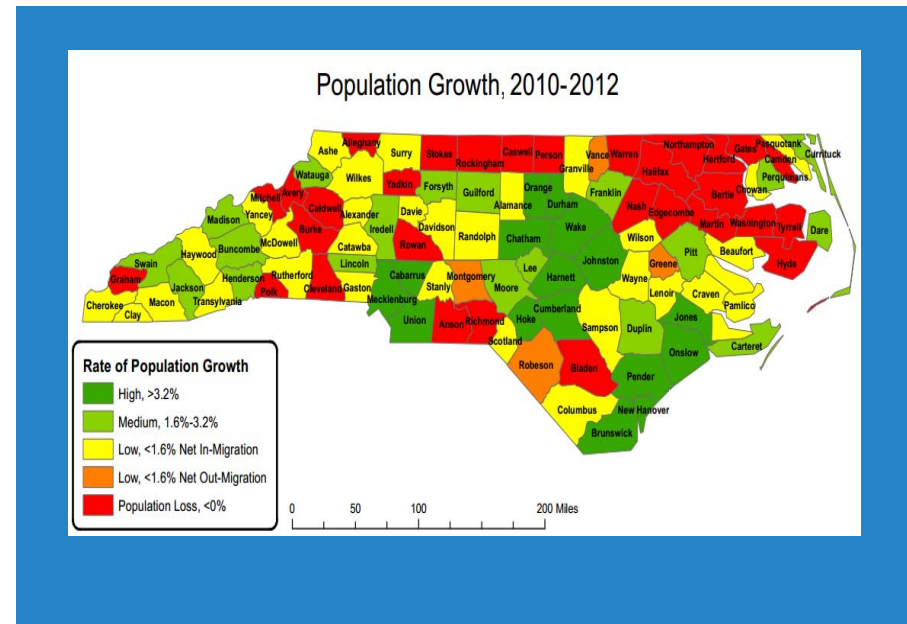 Population Growth, 2010-2012
Alleghany
Ashe
Surry
Stokes
Rockingham
Caswell
Person
Granville
Vance
Warren
Northampton
Gates
Pasquotank
Camden
Currituck
Hertford
Halifax
Perquimans
Chowan
Bertie
Watauga
Wilkes
Yadkin
Forsyth
Guilford
Alamance
Orange
Durham
Franklin
Nash
Edgecombe
Martin
Washington
Tyrrell
Dare
Mitchell
Avery
Caldwell
Alexander
Iredell
Davie
Davidson
Randolph
Chatham
Wake
Johnston
Wilson
Pitt
Beaufort
Hyde
Madison
Yancey
Burke
McDowell
Catawba
Rowan
Lee
Harnett
Wayne
Greene
Lenoir
Craven
Pamlico
Swain
Haywood
Buncombe
Henderson
Rutherford
Lincoln
Cabarrus
Stanly
Montgomery
Moore
Graham
Jackson
Cherokee
Macon
Clay
Transylvania
Polk
Cleveland
Gaston
Mecklenburg
Union
Anson
Richmond
Scotland
Hoke
Cumberland
Sampson
Duplin
Jones
Onslow
Carteret
Robeson
Bladen
Pender
Columbus
New Hanover
Brunswick
Rate of Population Growth
High, >3.2%
Medium, 1.6%-3.2%
Low, <1.6% Net In-Migration
Low, <1.6% Net Out-Migration
Population Loss, <0%
0 50 100 200 Miles